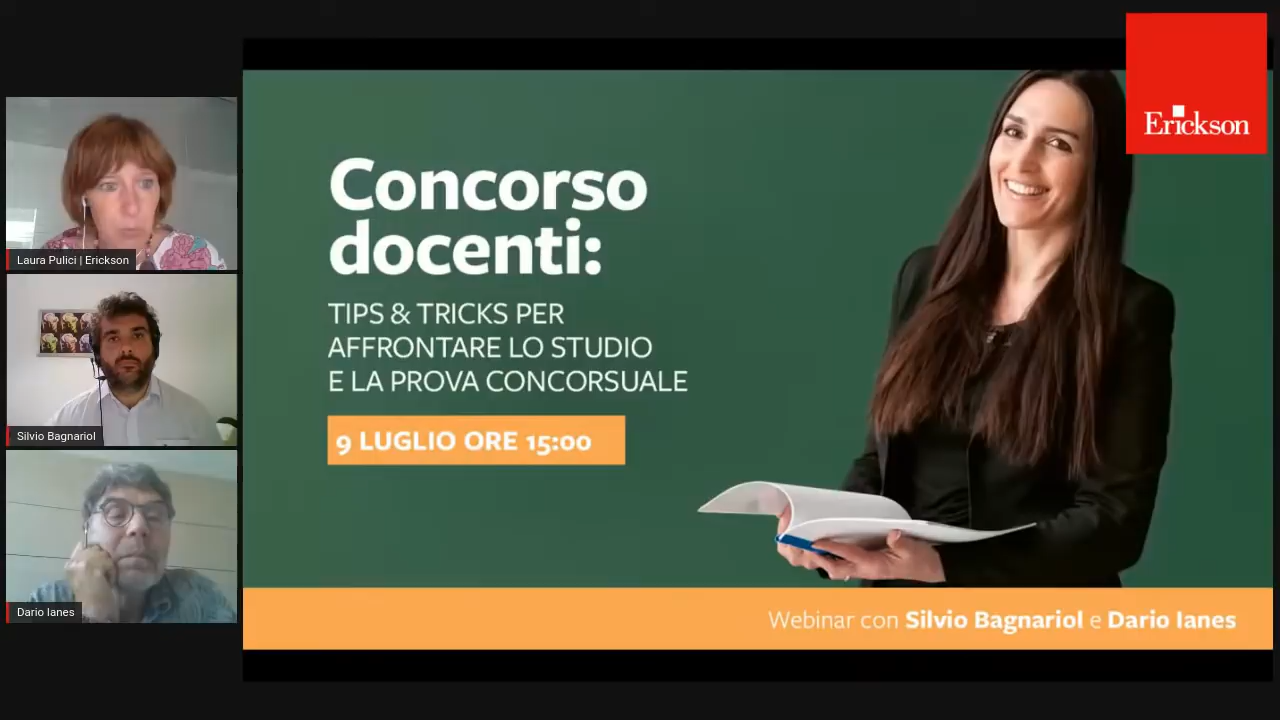 Laura Pulici | Erickson
Silvio Bagnariol
Dario Ianes
Concorso
docenti:
TIPS & TRICKS PER
AFFRONTARE LO STUDIO
E LA PROVA CONCORSUALE
9 LUGLIO ORE 15:00
Webinar con Silvio Bagnariol e Dario Ianes
Erickson